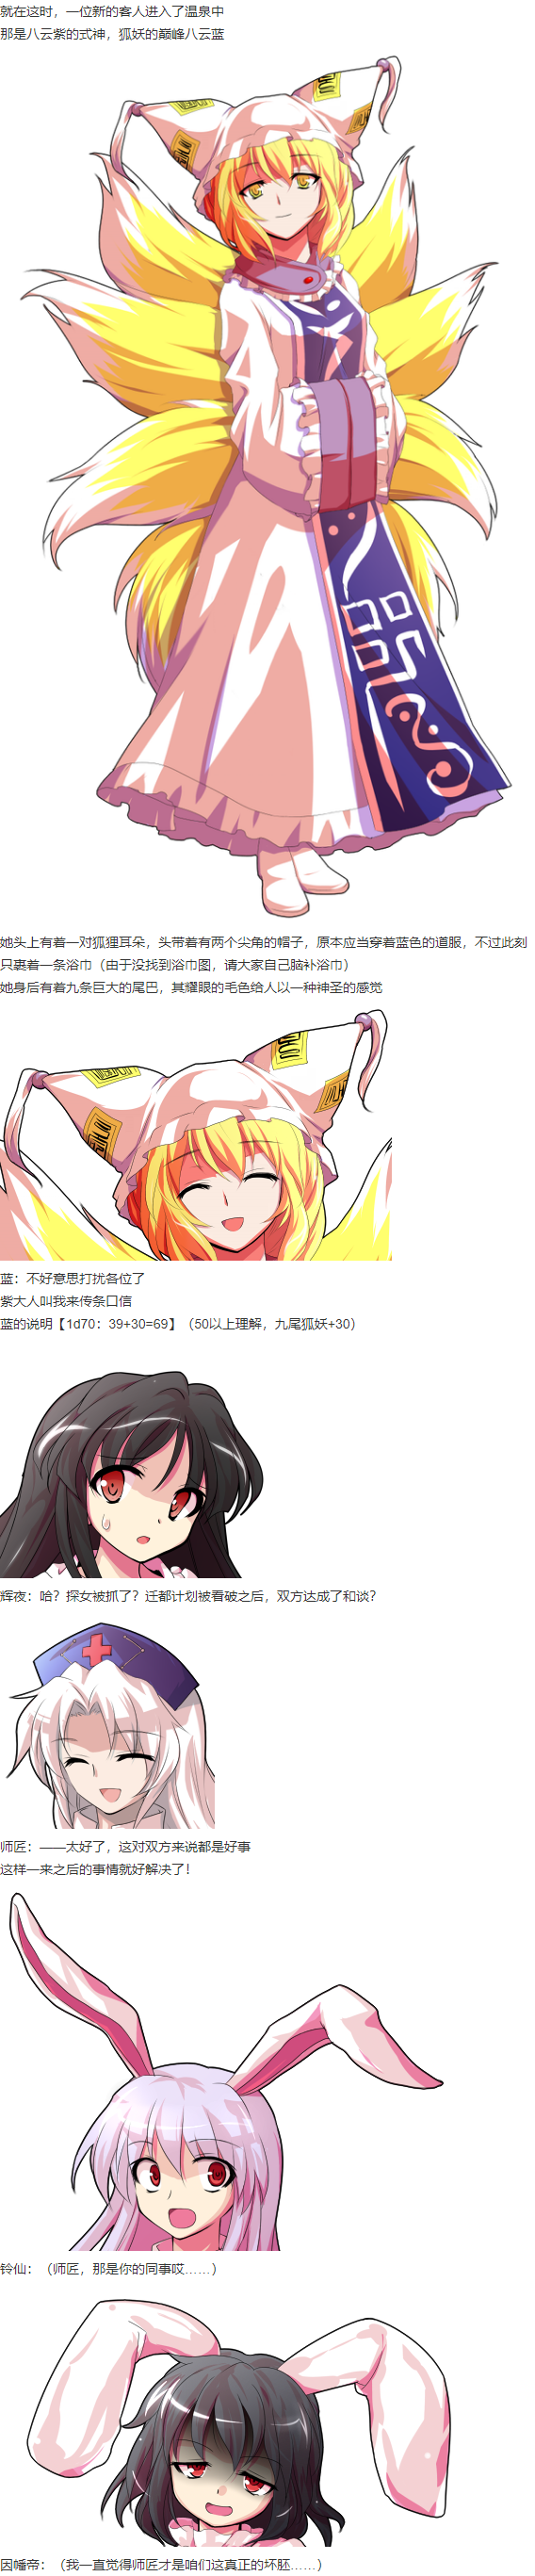 就在这时，一位新的客人进入了温泉中
那是八云紫的式神，狐妖的巅峰八云蓝
她头上有着一对狐狸耳朵，头带着有两个尖角的帽子，原本应当穿着蓝色的道服，不过此刻
只裹着一条浴巾（由于没找到浴巾图，请大家自己脑补浴巾）
她身后有着九条巨大的尾巴，其耀眼的毛色给人以一种神圣的感觉
蓝：不好意思打扰各位了
紫大人叫我来传条口信
蓝的说明【1d70：39+30=69】（50以上理解，九尾狐妖+30）
辉夜：哈？探女被抓了？迁都计划被看破之后，双方达成了和谈？
师匠：——太好了，这对双方来说都是好事
这样一来之后的事情就好解决了！
铃仙：（师匠，那是你的同事哎……）
因幡帝：（我一直觉得师匠才是咱们这真正的坏胚……）